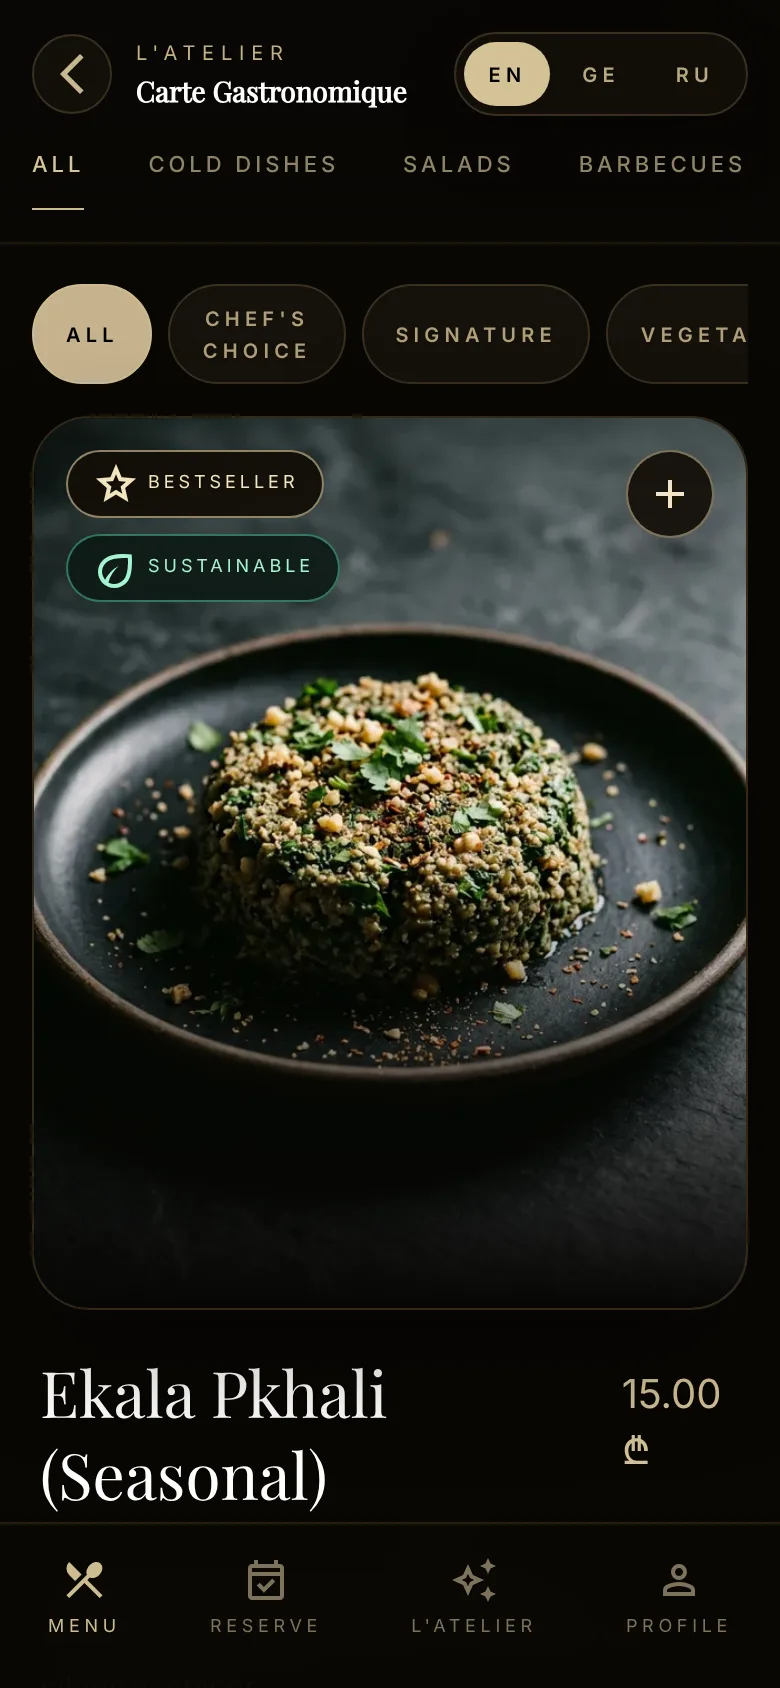 L'ATELIER
Carte Gastronomique
EN GE RU
ALL COLD DISHES SALADS BARBECUES
ALL
CHEF'S
CHOICE
SIGNATURE
VEGETA
BESTSELLER
SUSTAINABLE
Ekala Pkhali
(Seasonal)
15.00
₾
MENU RESERVE L'ATELIER PROFILE